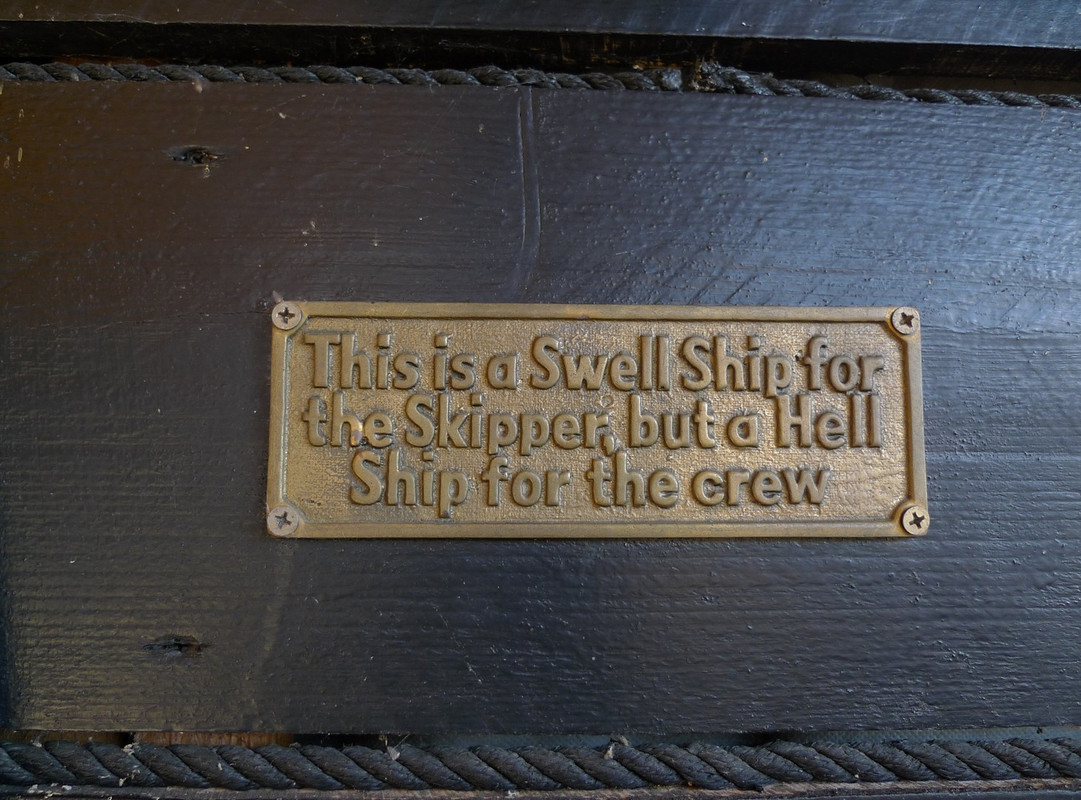 This is a Swell Ship for
the Skipper, but a Hell
Ship for the crew